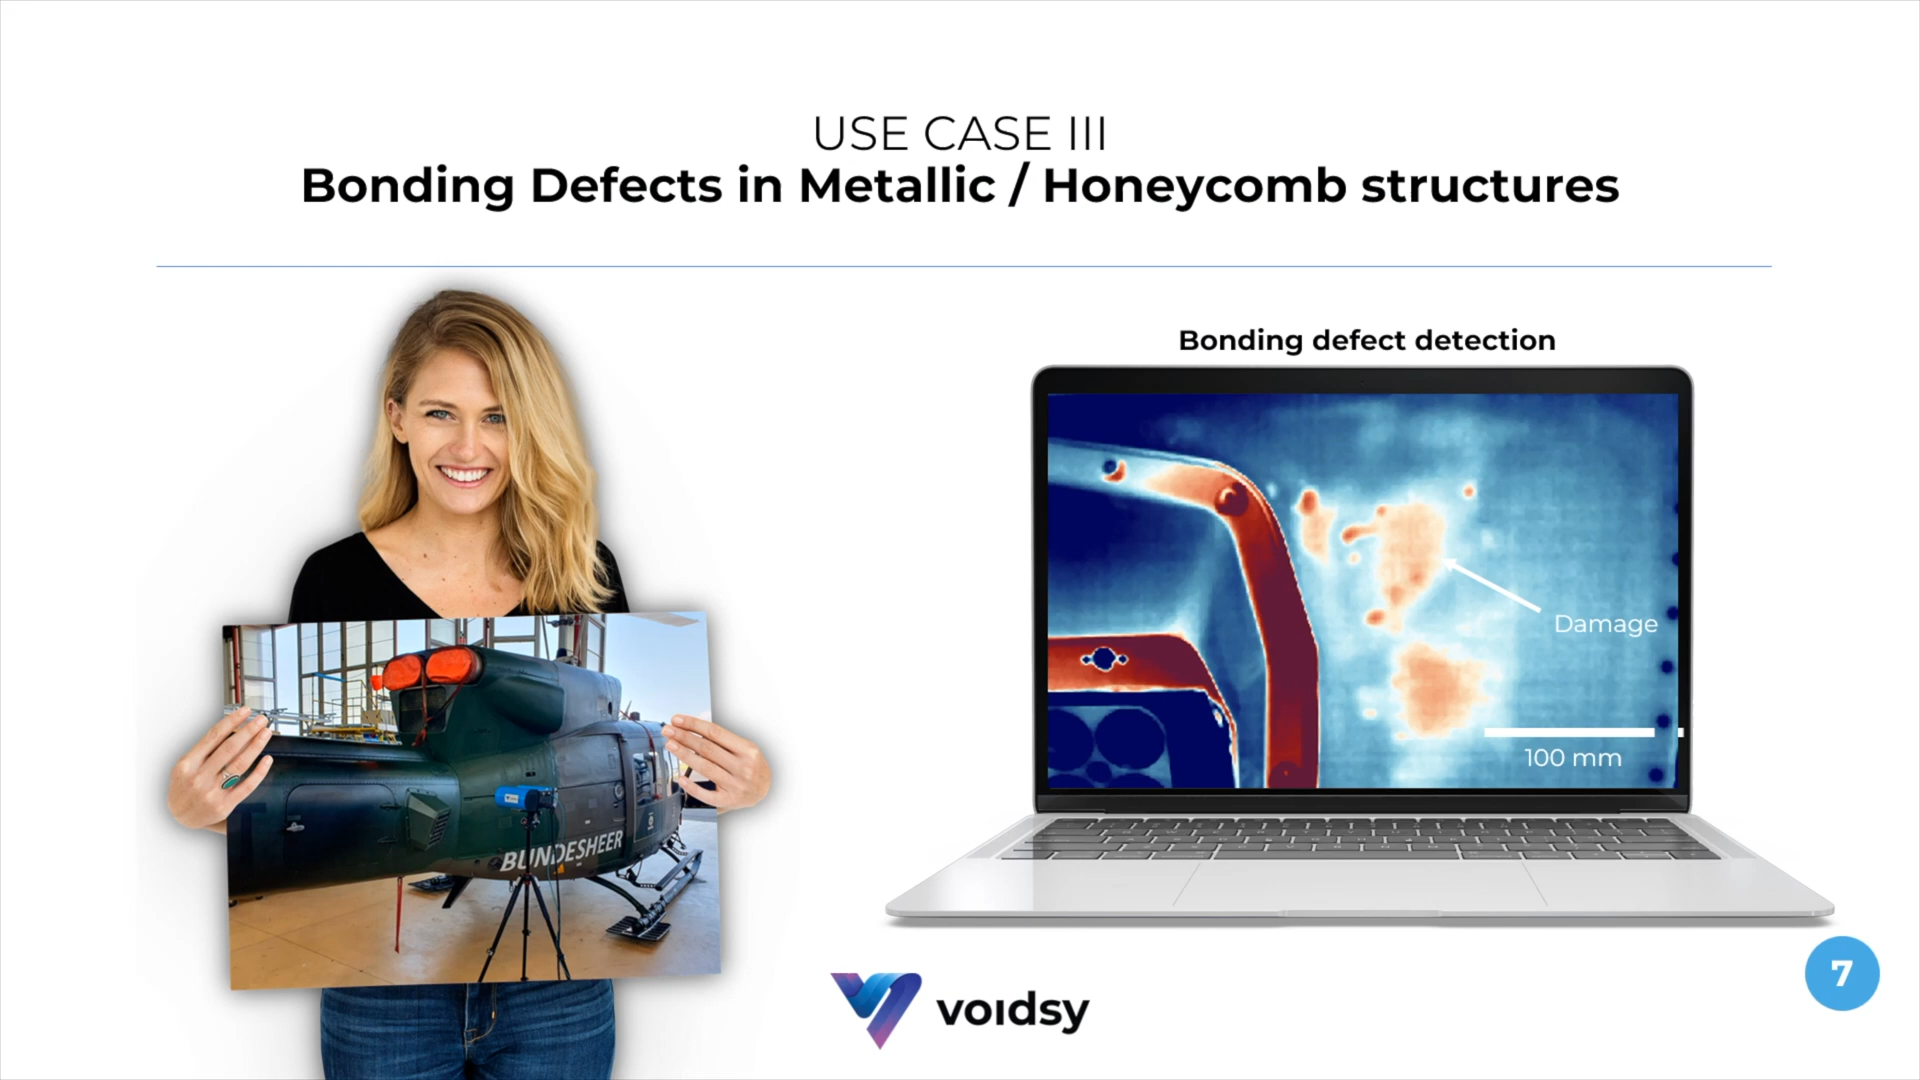 USE CASE III
Bonding Defects in Metallic / Honeycomb structures
Bonding defect detection
Damage
100 mm
BUNDESHEER
voidsy
7